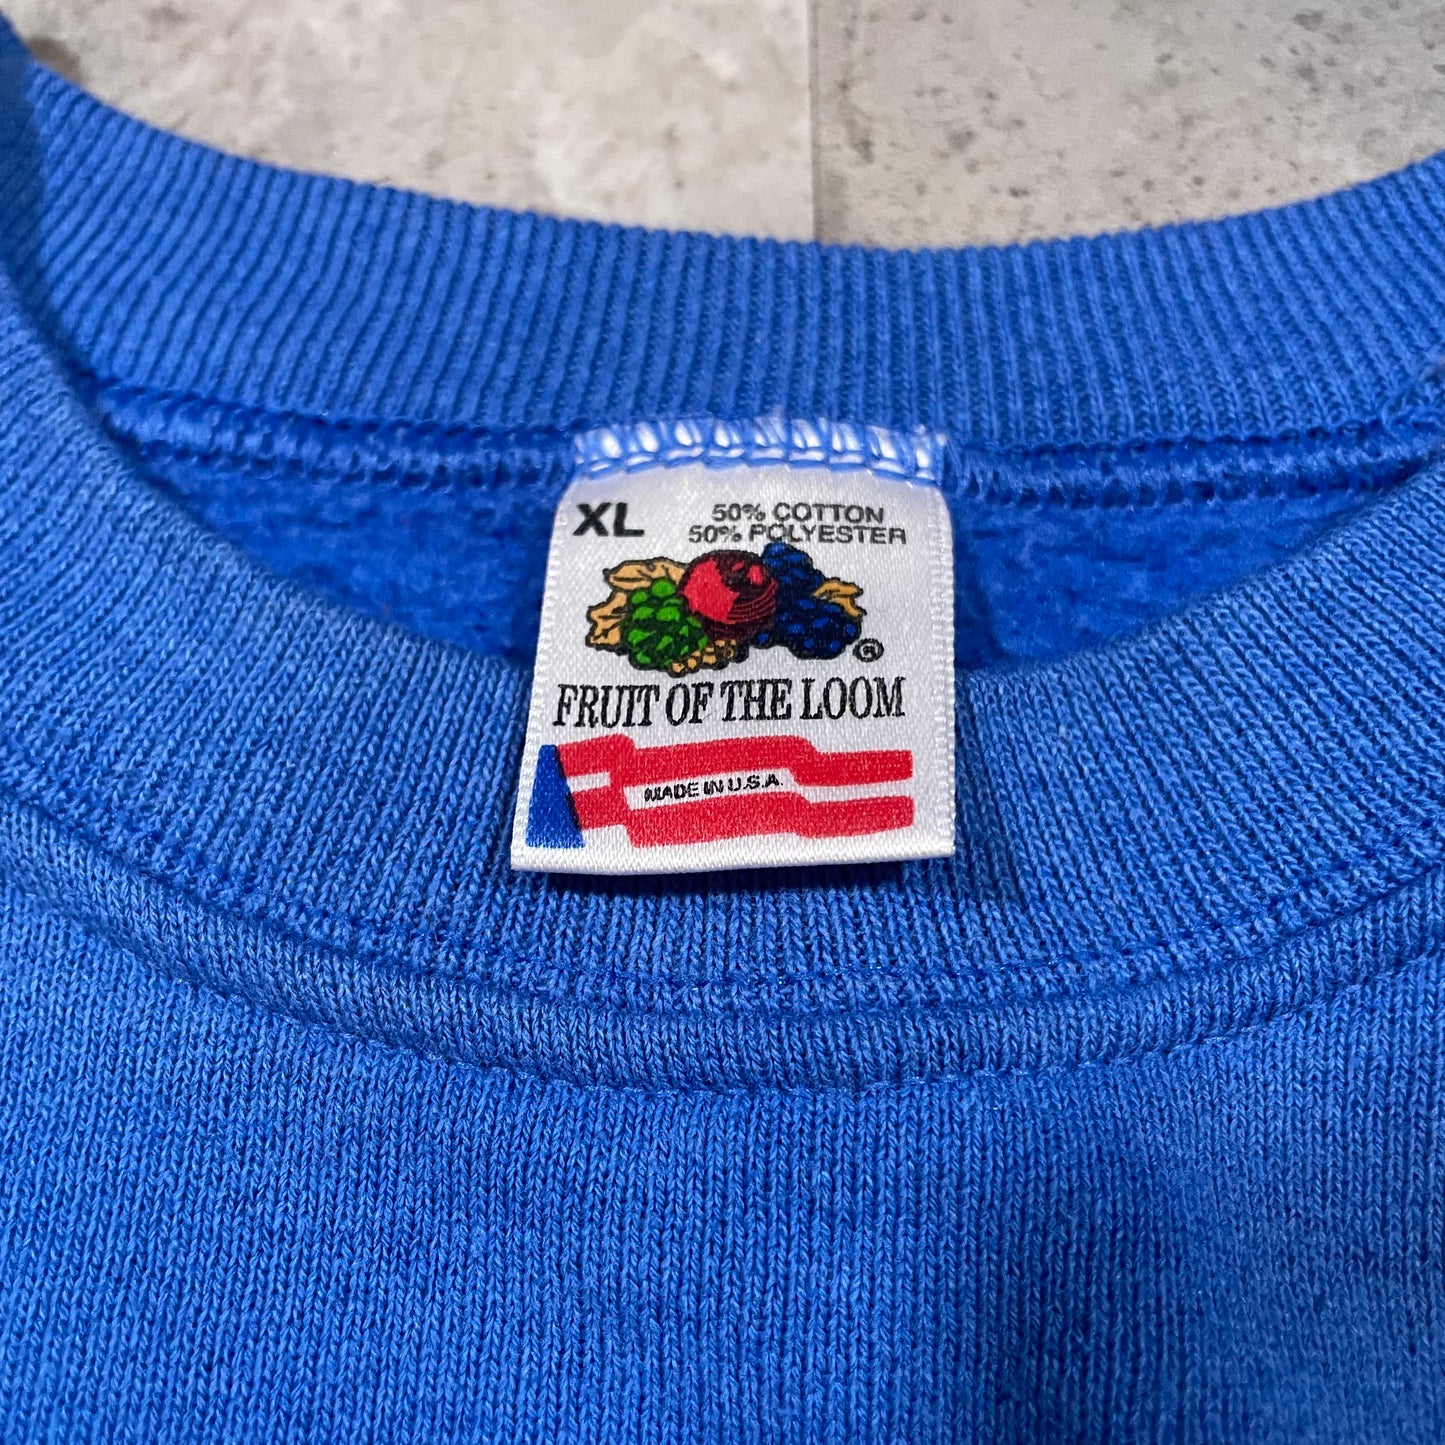 XL
50% COTTON
50% POLYESTER
®
FRUIT OF THE LOOM
MADE IN U.S.A.